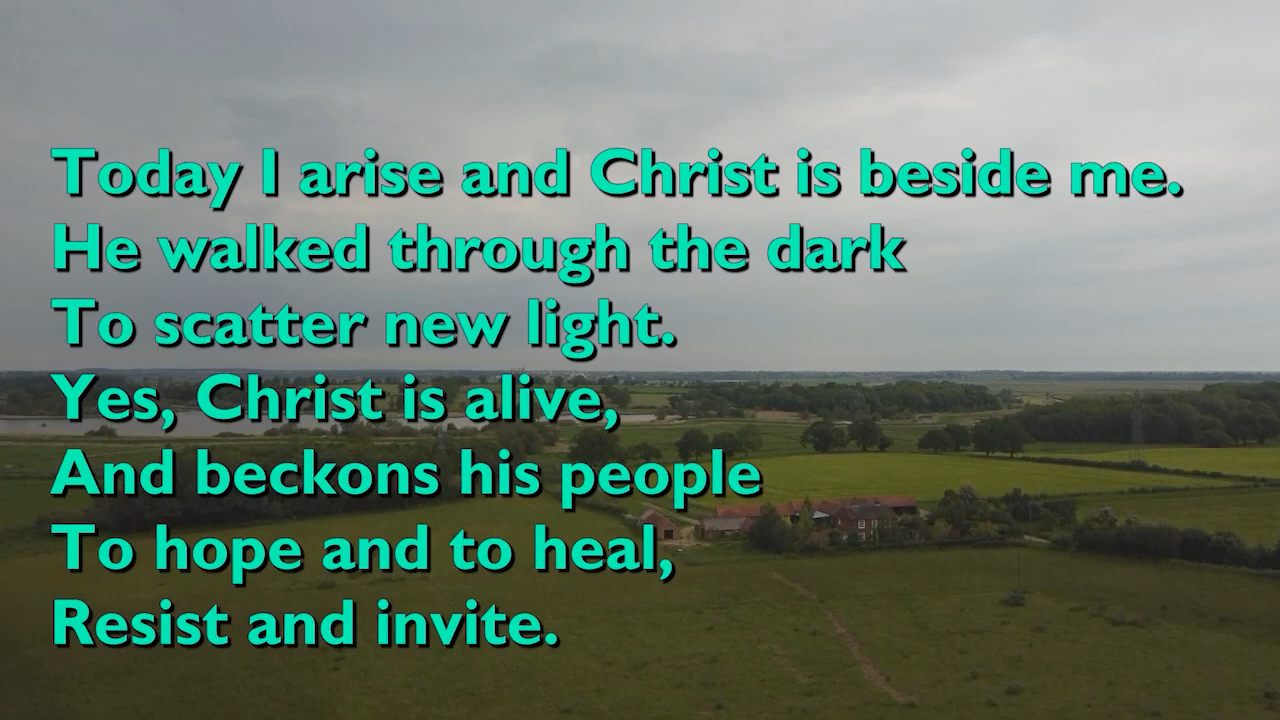 Today I arise and Christ is beside me.
He walked through the dark
To scatter new light.
Yes, Christ is alive,
And beckons his people
To hope and to heal,
Resist and invite.